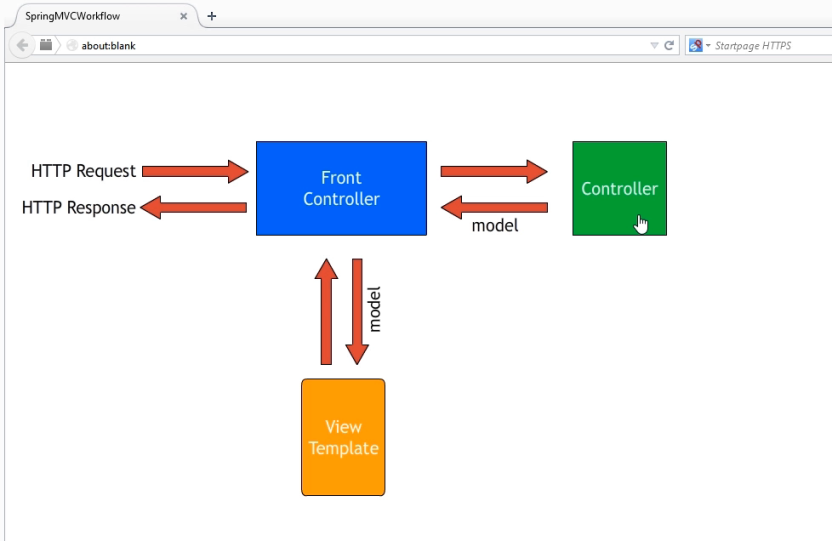 SpringMVCWorkflow
about:blank
Startpage HTTPS
HTTP Request
HTTP Response
Front
Controller
Controller
model
model
View
Template